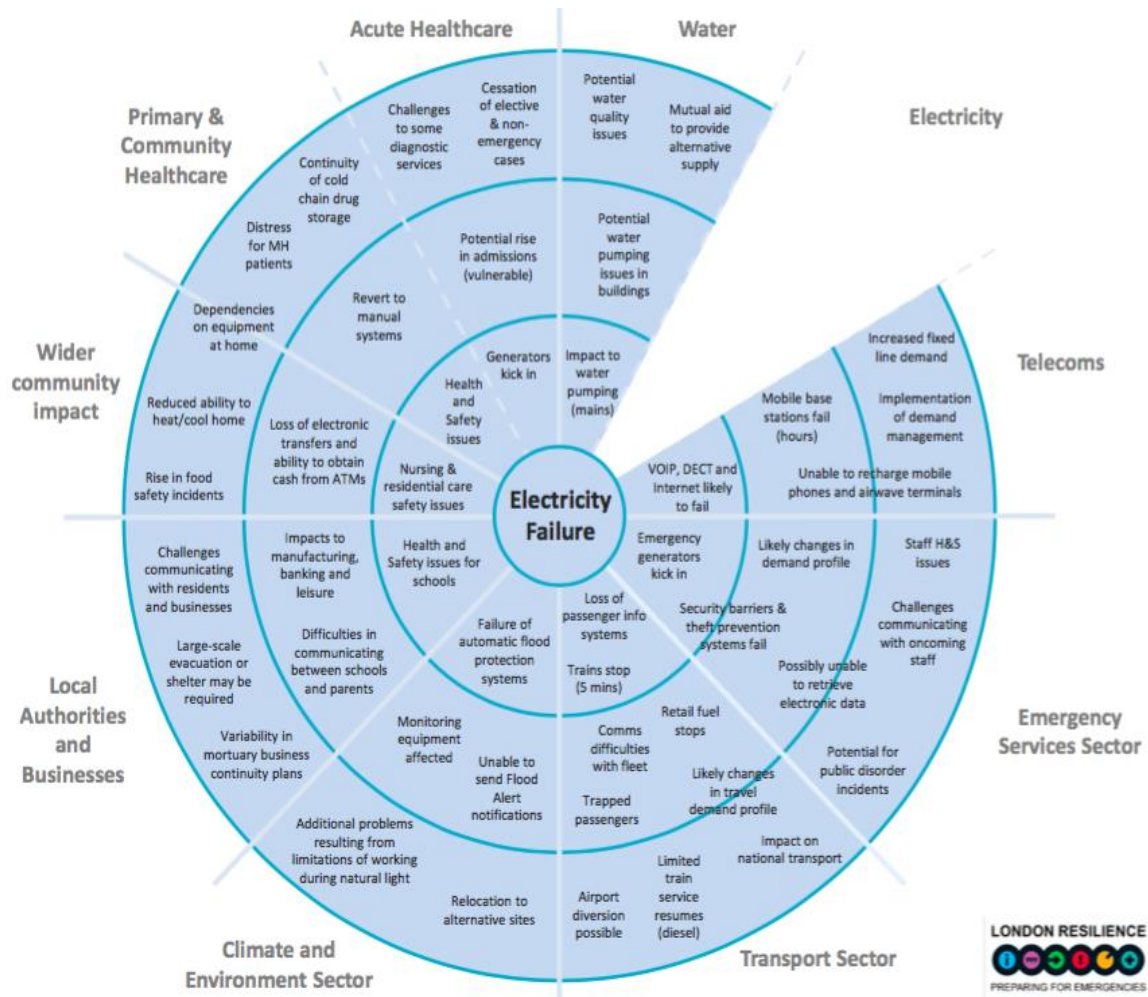 Acute Healthcare
Water
Electricity
Primary &
Community
Healthcare
Wider
community
impact
Telecoms
Local
Authorities
and
Businesses
Emergency
Services Sector
Climate and
Environment Sector
Transport Sector
Electricity
Failure
Challenges
to some
diagnostic
services
Cessation
of elective
& non-
emergency
cases
Potential rise
in admissions
(vulnerable)
Generators
kick in
Potential
water
quality
issues
Mutual aid
to provide
alternative
supply
Potential
water
pumping
issues in
buildings
Impact to
water
pumping
(mains)
Increased fixed
line demand
Implementation
of demand
management
Mobile base
stations fail
(hours)
Unable to recharge mobile
phones and airwave terminals
VOIP, DECT and
Internet likely
to fail
Emergency
generators
kick in
Likely changes in
demand profile
Staff H&S
issues
Challenges
communicating
with oncoming
staff
Security barriers &
theft prevention
systems fail
Possibly unable
to retrieve
electronic data
Potential for
public disorder
incidents
Loss of
passenger info
systems
Trains stop
(5 mins)
Retail fuel
stops
Comms
difficulties
with fleet
Likely changes
in travel
demand profile
Trapped
passengers
Impact on
national transport
Limited
train
service
resumes
(diesel)
Airport
diversion
possible
Failure of
automatic flood
protection
systems
Monitoring
equipment
affected
Unable to
send Flood
Alert
notifications
Additional problems
resulting from
limitations of working
during natural light
Relocation to
alternative sites
Health and
Safety issues for
schools
Impacts to
manufacturing,
banking and
leisure
Difficulties in
communicating
between schools
and parents
Challenges
communicating
with residents
and businesses
Large-scale
evacuation or
shelter may be
required
Variability in
mortuary business
continuity plans
Nursing &
residential care
safety issues
Loss of electronic
transfers and
ability to obtain
cash from ATMs
Dependencies
on equipment
at home
Reduced ability to
heat/cool home
Rise in food
safety incidents
Continuity
of cold
chain drug
storage
Distress
for MH
patients
Revert to
manual
systems
Health
and
Safety
issues
LONDON RESILIENCE
PREPARING FOR EMERGENCIES